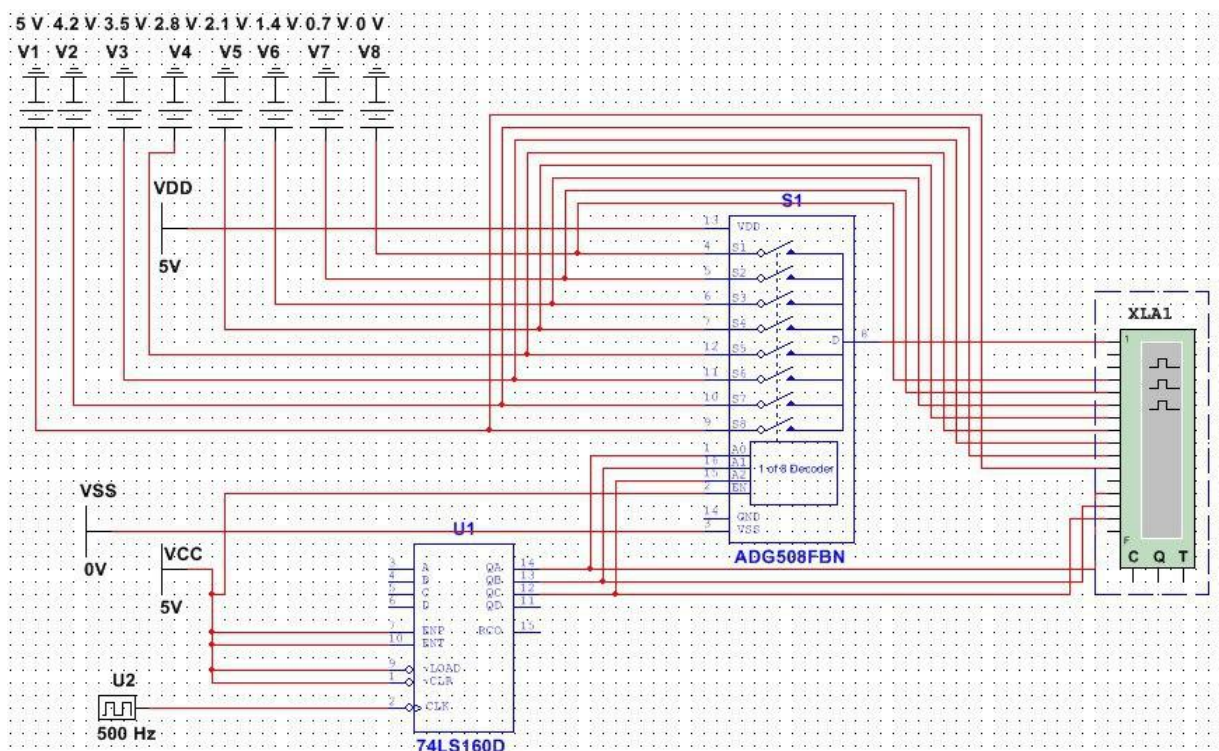 5 V 4.2 V 3.5 V 2.8 V 2.1 V 1.4 V 0.7 V 0 V
V1 V2 V3 V4 V5 V6 V7 V8
VDD
5V
S1
13 VDD
4 S1
5 S2
6 S3
7 S4
12 S5
11 S6
10 S7
9 S8
D 8
1 A0
16 A1
15 A2
2 EN
1 of 8 Decoder
14 GND
3 VSS
ADG508FBN
XLA1
1
F
C Q T
VSS
0V
VCC
5V
U1
3 A QA 14
4 B QB 13
5 C QC 12
6 D QD 11
7 ENP RCO 15
10 ENT
9 ~LOAD
1 ~CLR
2 CLK
74LS160D
U2
500 Hz